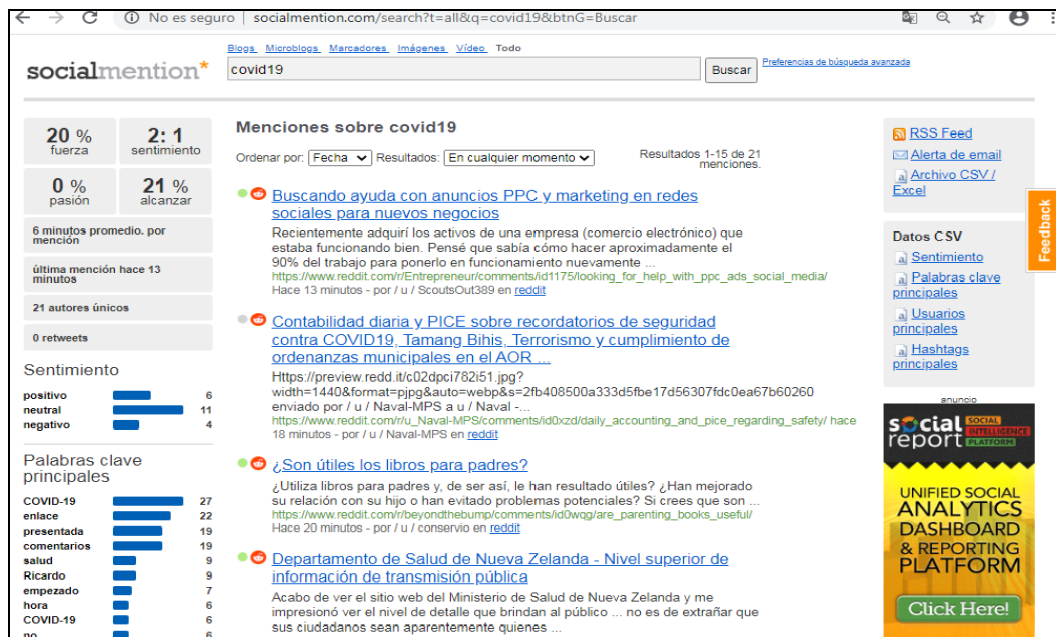 No es seguro | socialmention.com/search?t=all&q=covid19&btnG=Buscar
Blogs Microblogs Marcadores Imágenes Vídeo Todo
socialmention*
covid19
Buscar
Preferencias de búsqueda avanzada
20 %
fuerza
2: 1
sentimiento
0 %
pasión
21 %
alcanzar
6 minutos promedio. por
mención
última mención hace 13
minutos
21 autores únicos
0 retweets
Sentimiento
positivo 6
neutral 11
negativo 4
Palabras clave
principales
COVID-19 27
enlace 22
presentada 19
comentarios 19
salud 9
Ricardo 9
empezado 7
hora 6
COVID-19 6
no 6
Menciones sobre covid19
Ordenar por: Fecha Resultados: En cualquier momento
Resultados 1-15 de 21
menciones.
Buscando ayuda con anuncios PPC y marketing en redes
sociales para nuevos negocios
Recientemente adquirí los activos de una empresa (comercio electrónico) que
estaba funcionando bien. Pensé que sabía cómo hacer aproximadamente el
90% del trabajo para ponerlo en funcionamiento nuevamente ...
https://www.reddit.com/r/Entrepreneur/comments/id1175/looking_for_help_with_ppc_ads_social_media/
Hace 13 minutos - por / u / ScoutsOut389 en reddit
Contabilidad diaria y PICE sobre recordatorios de seguridad
contra COVID19, Tamang Bihis, Terrorismo y cumplimiento de
ordenanzas municipales en el AOR ...
Https://preview.redd.it/c02dpci782i51.jpg?
width=1440&format=pjpg&auto=webp&s=2fb408500a333d5fbe17d56307fdc0ea67b60260
enviado por / u / Naval-MPS a u / Naval -...
https://www.reddit.com/r/u_Naval-MPS/comments/id0xzd/daily_accounting_and_pice_regarding_safety/ hace
18 minutos - por / u / Naval-MPS en reddit
¿Son útiles los libros para padres?
¿Utiliza libros para padres y, de ser así, le han resultado útiles? ¿Han mejorado
su relación con su hijo o han evitado problemas potenciales? Si crees que son ...
https://www.reddit.com/r/beyondthebump/comments/id0wqg/are_parenting_books_useful/
Hace 20 minutos - por / u / conservio en reddit
Departamento de Salud de Nueva Zelanda - Nivel superior de
información de transmisión pública
Acabo de ver el sitio web del Ministerio de Salud de Nueva Zelanda y me
impresionó ver el nivel de detalle que brindan al público ... no es de extrañar que
sus ciudadanos sean aparentemente quienes ...
RSS Feed
Alerta de email
Archivo CSV /
Excel
Feedback
Datos CSV
Sentimiento
Palabras clave
principales
Usuarios
principales
Hashtags
principales
anuncio
social
report
SOCIAL
INTELLIGENCE
PLATFORM
UNIFIED SOCIAL
ANALYTICS
DASHBOARD
& REPORTING
PLATFORM
Click Here!